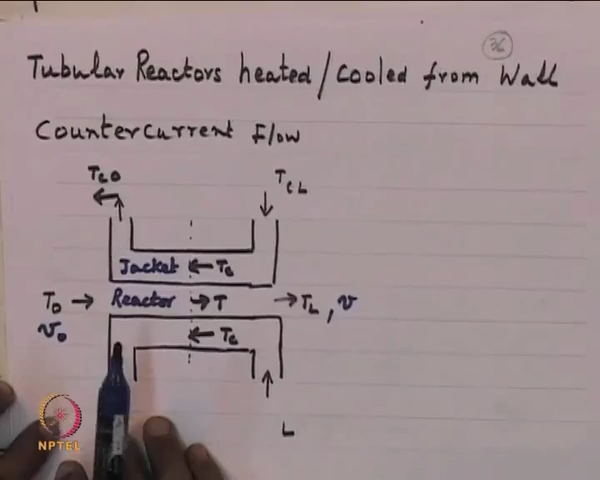 36
Tubular Reactors heated/cooled from Wall
Countercurrent Flow
TC0
TCL
Jacket ← Tc
T0 → Reactor → T → TL, v
v0
← Tc
L
NPTEL